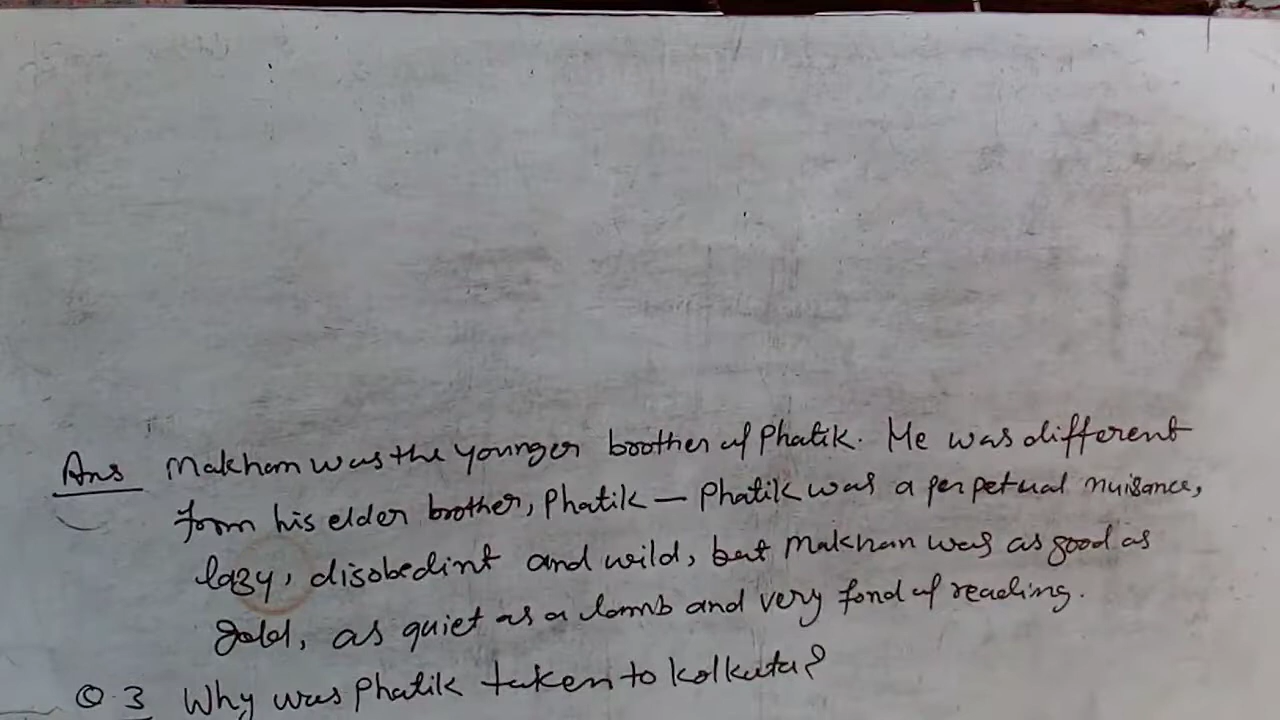 Ans Makhan was the younger brother of Phatik. He was different
from his elder brother, Phatik — Phatik was a perpetual nuisance,
lazy, disobedint and wild, but Makhan was as good as
gold, as quiet as a lamb and very fond of reading.
Q.3 Why was Phatik taken to Kolkata?